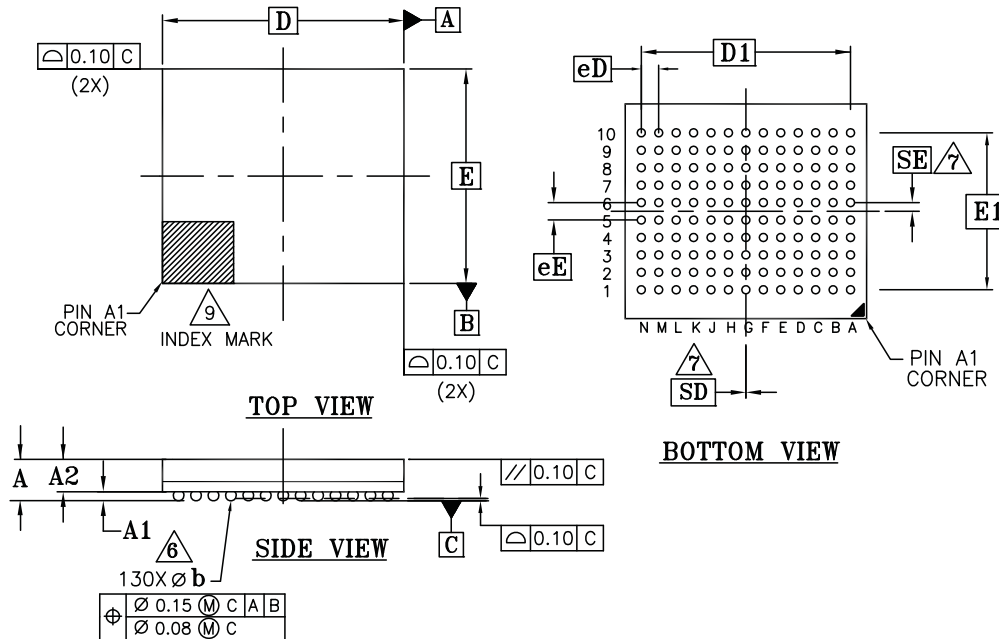 D
A
⌓ 0.10 C
(2X)
E
PIN A1
CORNER
9
INDEX MARK
B
⌓ 0.10 C
(2X)
TOP VIEW
D1
eD
10
9
8
7
6
5
4
3
2
1
SE 7
E1
eE
N M L K J H G F E D C B A
7
SD
PIN A1
CORNER
BOTTOM VIEW
A
A2
A1
// 0.10 C
⌓ 0.10 C
C
6
SIDE VIEW
130X Ø b
⌖ Ø 0.15 Ⓜ C A B
Ø 0.08 Ⓜ C